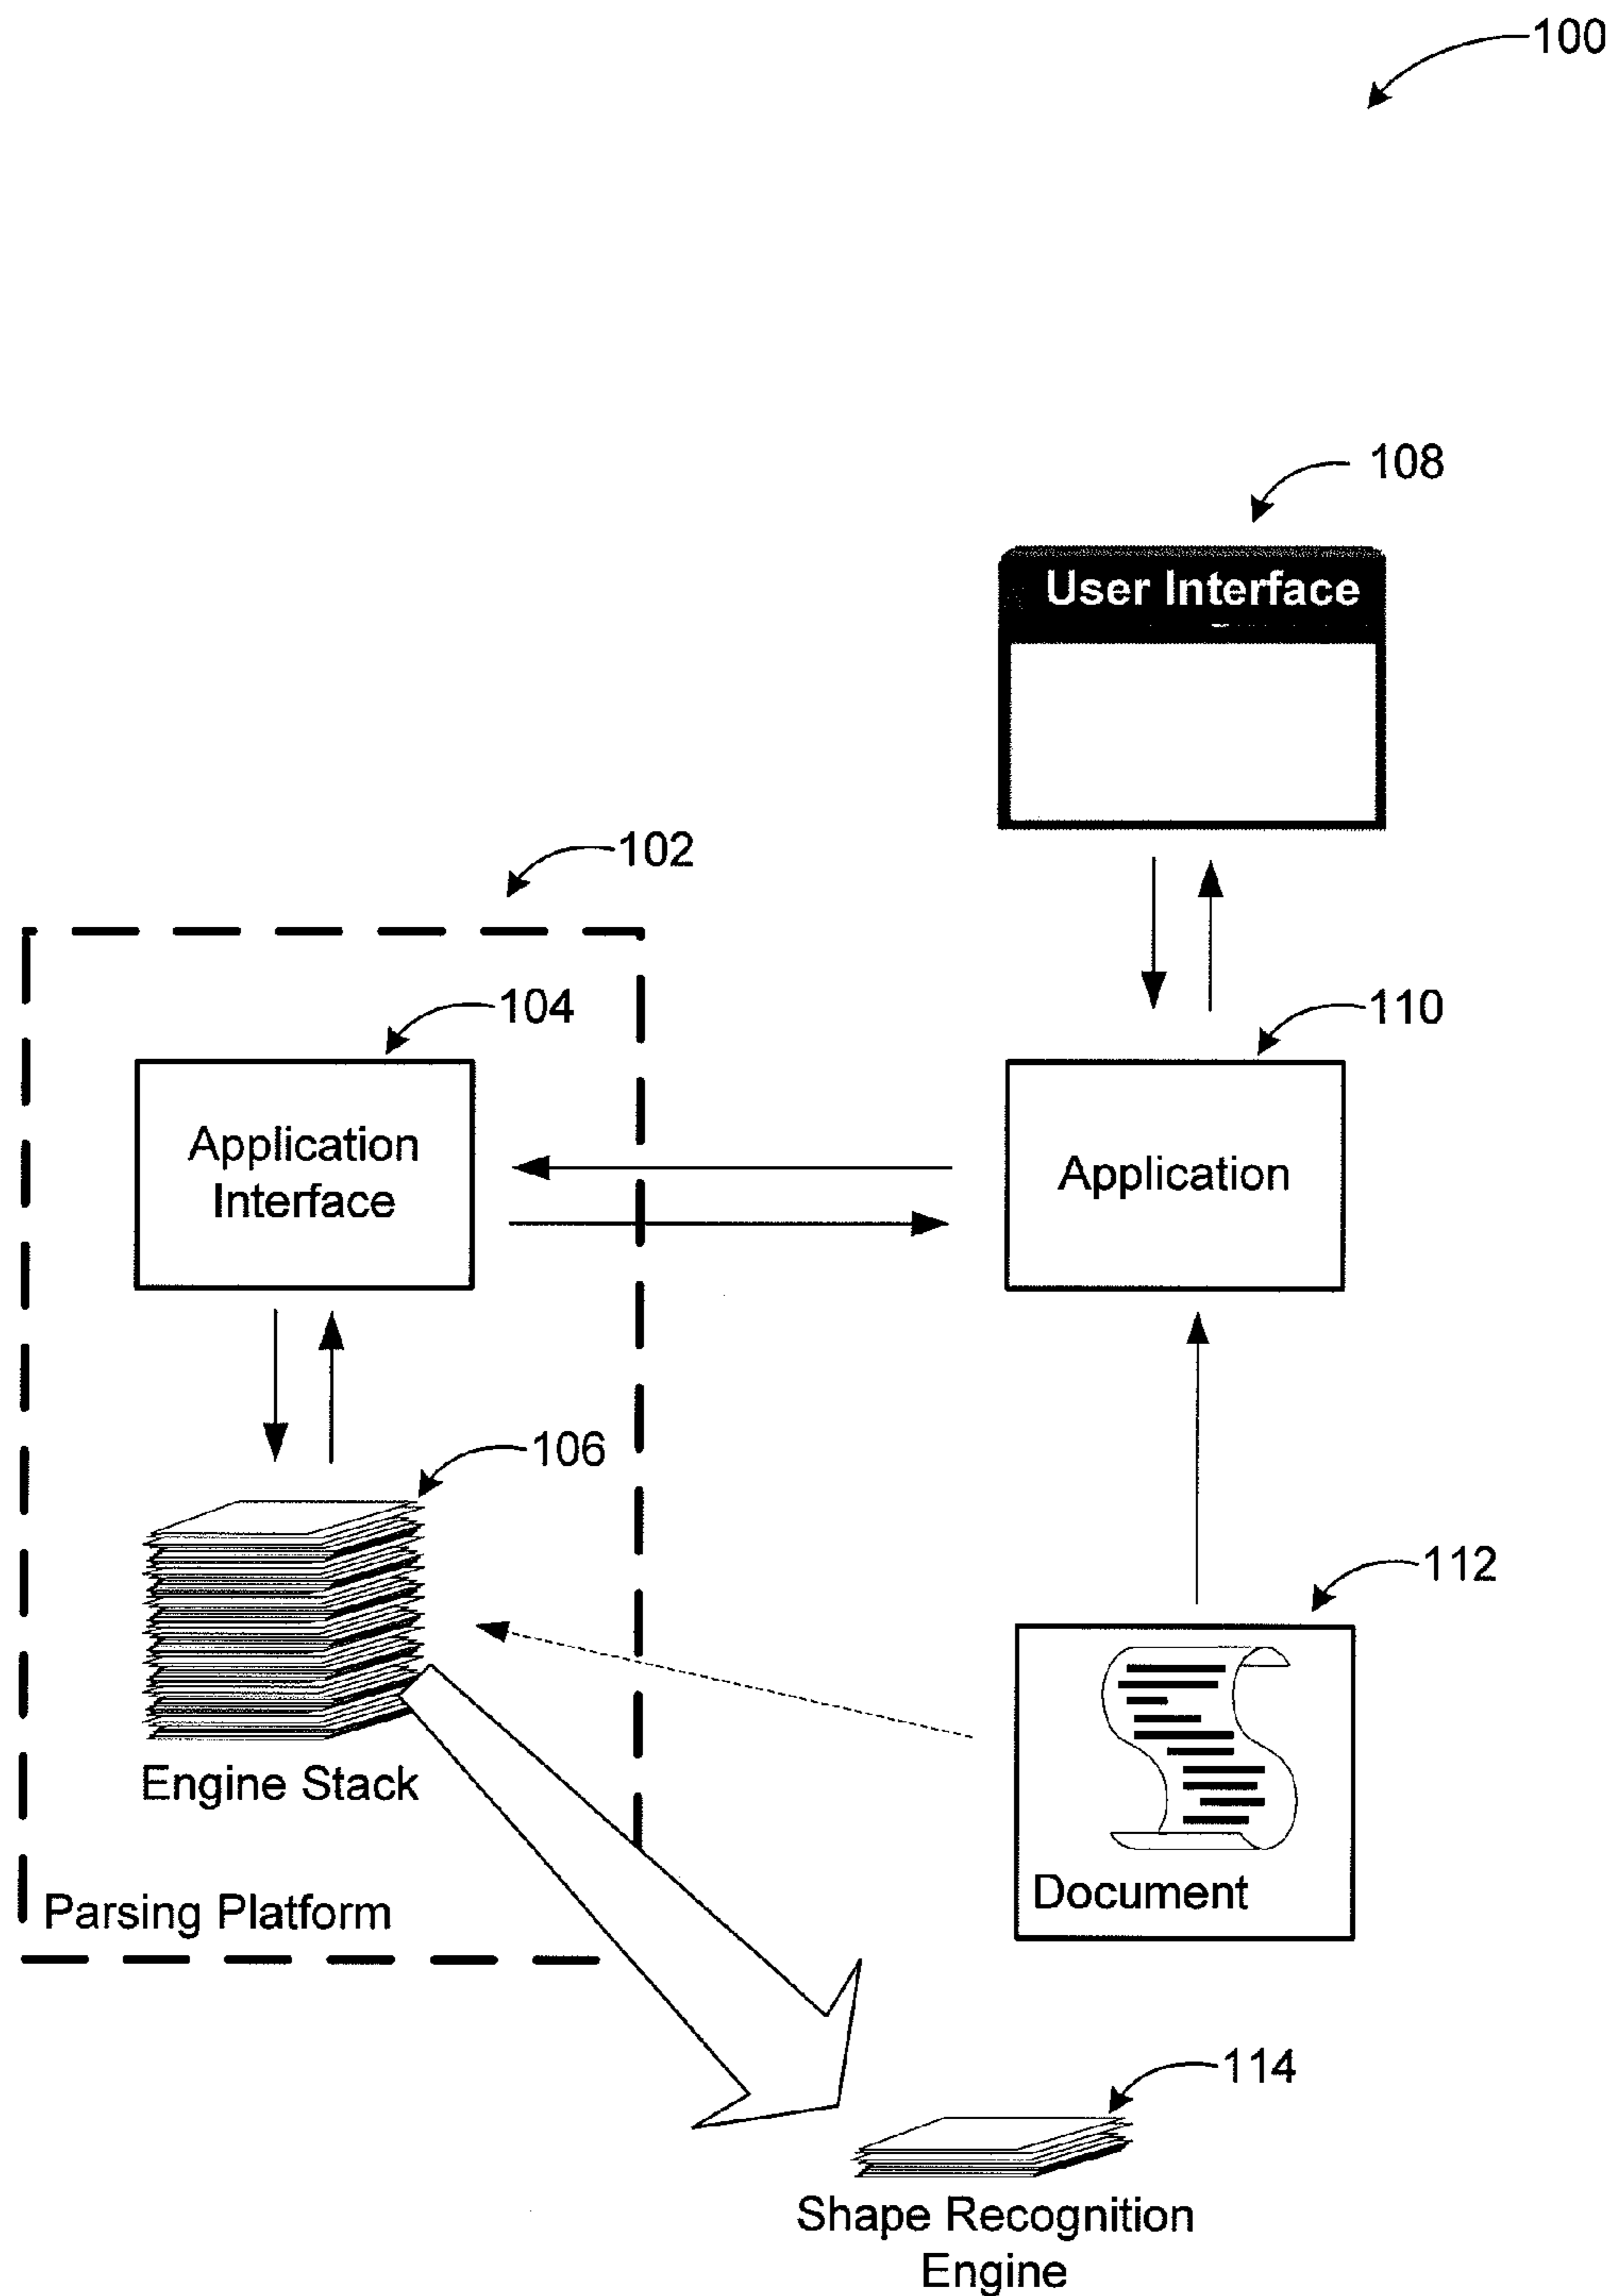 100
108
User Interface
102
104
110
Application
Interface
Application
106
112
Engine Stack
Document
Parsing Platform
114
Shape Recognition
Engine